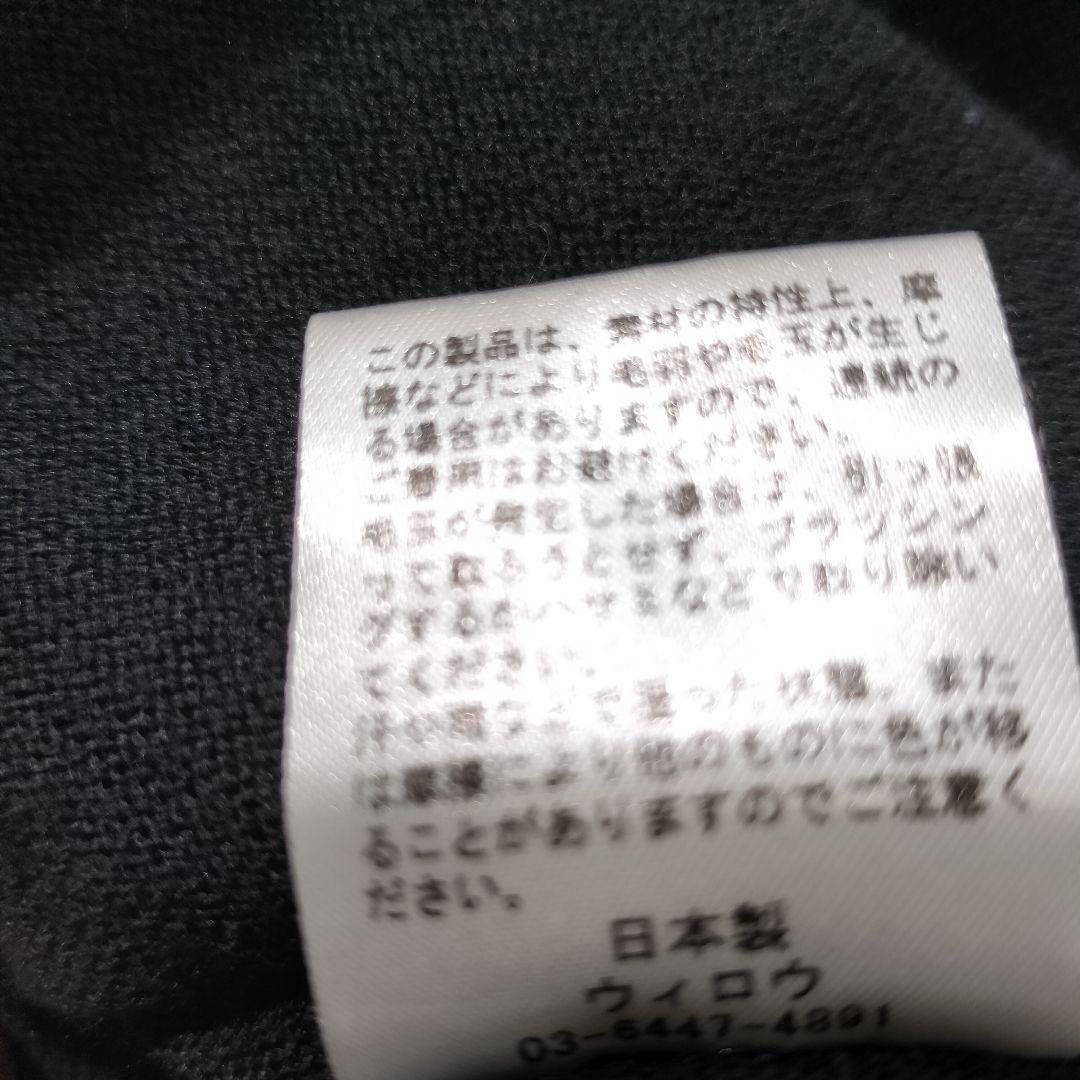 この製品は、素材の特性上、摩
擦などにより毛羽や毛玉が生じ
る場合がありますので、連続の
ご着用はお避けください。
毛玉が発生した場合は、引っ張
って取ろうとせず、ブラッシン
グするかハサミなどで取り除い
てください。
汗や雨などで湿った状態、また
は摩擦により他のものに色が移
ることがありますのでご注意く
ださい。
日本製
ウィロウ
03-6447-4891